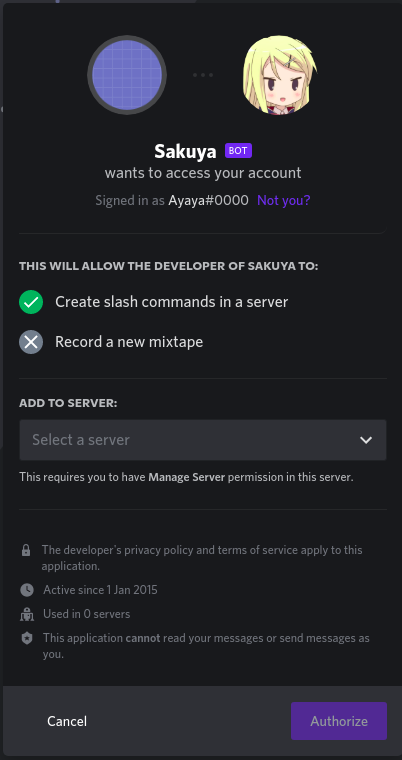 Sakuya BOT
wants to access your account
Signed in as Ayaya#0000 Not you?
THIS WILL ALLOW THE DEVELOPER OF SAKUYA TO:
Create slash commands in a server
Record a new mixtape
ADD TO SERVER:
Select a server
This requires you to have Manage Server permission in this server.
The developer's privacy policy and terms of service apply to this
application.
Active since 1 Jan 2015
Used in 0 servers
This application cannot read your messages or send messages as
you.
Cancel
Authorize